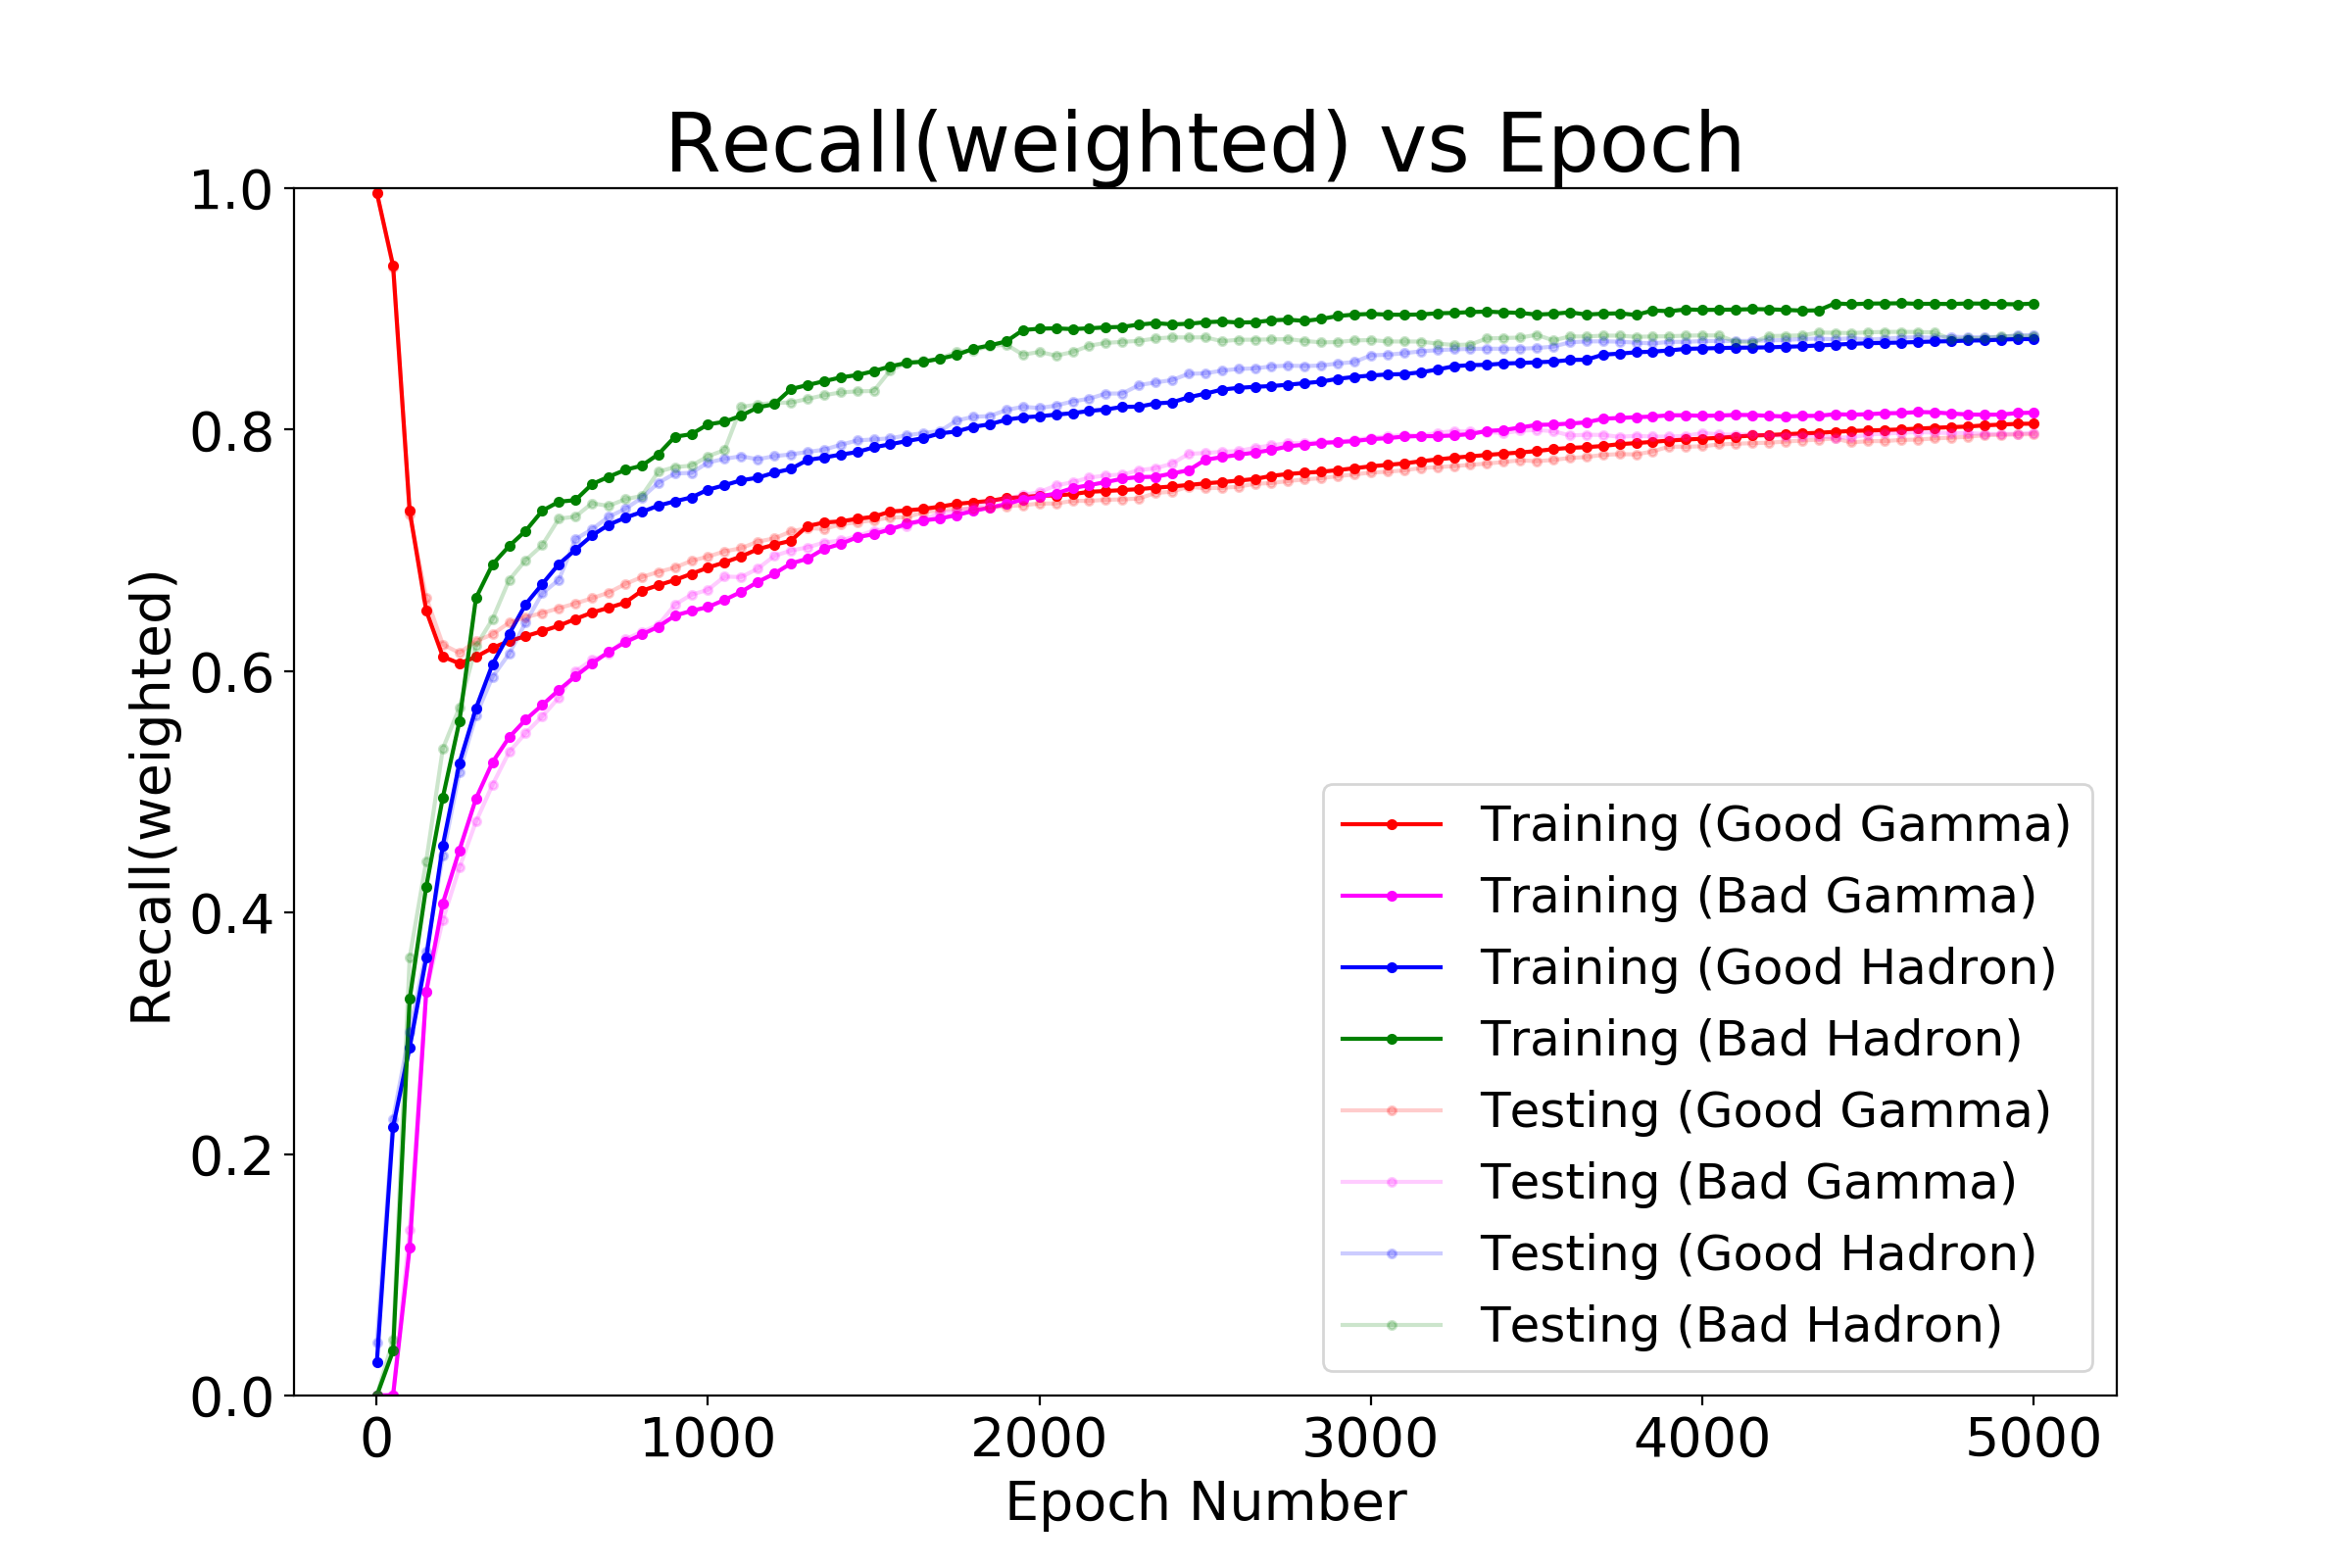 Recall(weighted) vs Epoch
Recall(weighted)
1.0
0.8
0.6
0.4
0.2
0.0
0 1000 2000 3000 4000 5000
Epoch Number
Training (Good Gamma)
Training (Bad Gamma)
Training (Good Hadron)
Training (Bad Hadron)
Testing (Good Gamma)
Testing (Bad Gamma)
Testing (Good Hadron)
Testing (Bad Hadron)